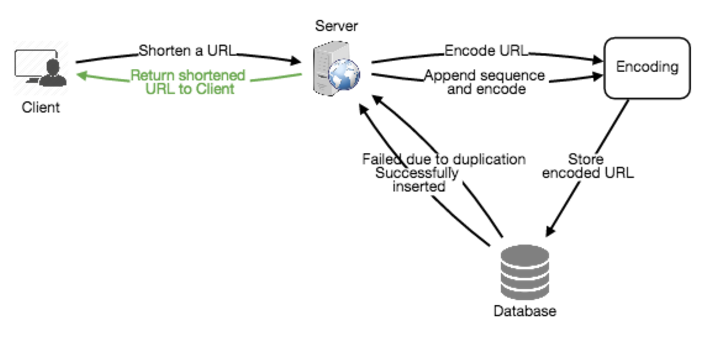 Server
Shorten a URL
Return shortened
URL to Client
Client
Encode URL
Append sequence
and encode
Encoding
Failed due to duplication
Successfully
inserted
Store
encoded URL
Database